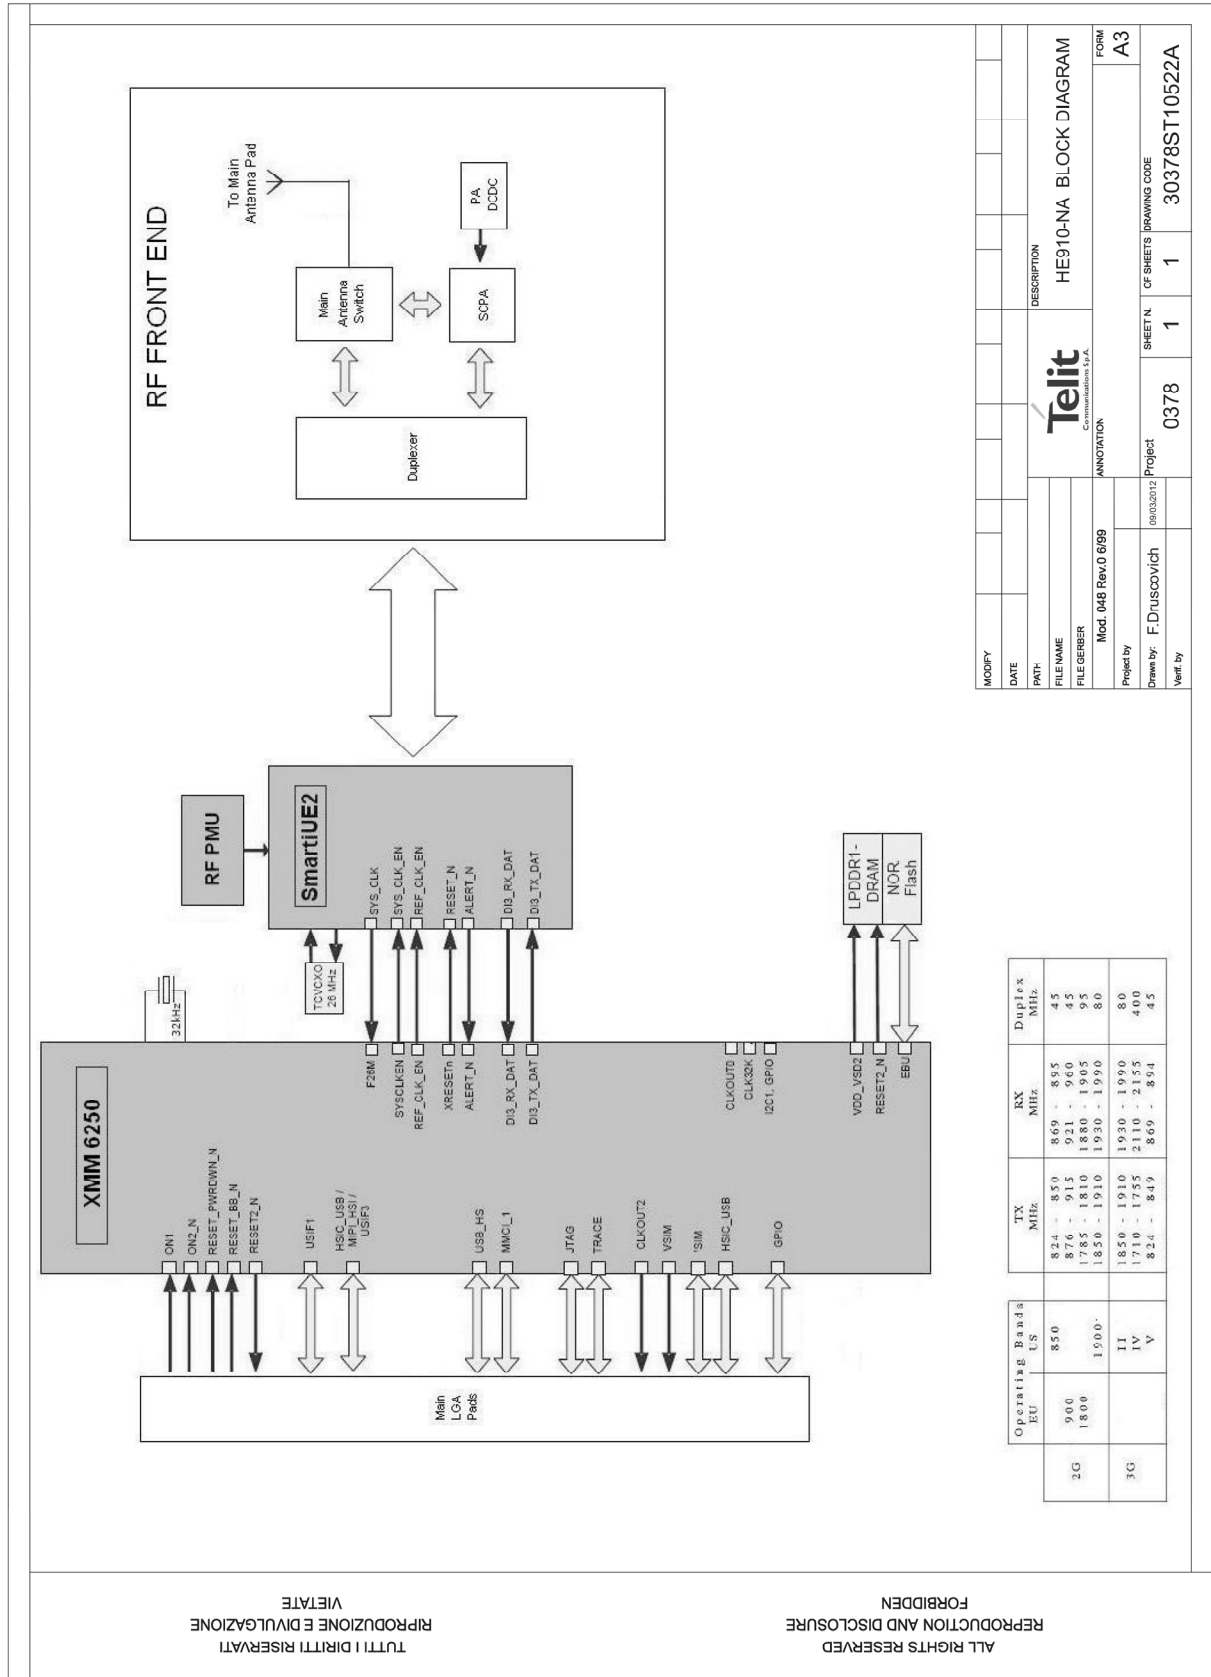 RF FRONT END
To Main
Antenna Pad
Main
Antenna
Switch
PA
DCDC
SCPA
Duplexer
RF PMU
SmartiUE2
SYS_CLK
SYS_CLK_EN
REF_CLK_EN
RESET_N
ALERT_N
DI3_RX_DAT
DI3_TX_DAT
TCVCXO
26 MHz
32kHz
LPDDR1-
DRAM
NOR
Flash
XMM 6250
F26M
SYSCLKEN
REF_CLK_EN
XRESETn
ALERT_N
DI3_RX_DAT
DI3_TX_DAT
CLKOUT0
CLK32K
I2C1, GPIO
VDD_VSD2
RESET2_N
EBU
ON1
ON2_N
RESET_PWRDWN_N
RESET_BB_N
RESET2_N
USIF1
HSIC_USB /
MIPI_HSI /
USIF3
USB_HS
MMCI_1
JTAG
TRACE
CLKOUT2
VSIM
SIM
HSIC_USB
GPIO
Main
LGA
Pads
Operating Bands TX RX Duplex
EU US MHz MHz MHz
2G 850 824 - 850 869 - 895 45
900 876 - 915 921 - 960 45
1800 1785 - 1810 1880 - 1905 95
1900 1850 - 1910 1930 - 1990 80
3G II 1850 - 1910 1930 - 1990 80
IV 1710 - 1755 2110 - 2155 400
V 824 - 849 869 - 894 45
MODIFY
DATE
PATH
FILE NAME
FILE GERBER
Mod. 048 Rev.0 6/99
Project by
Drawn by: F.Druscovich 09/03/2012
Verif. by
Telit
Communications S.p.A.
DESCRIPTION
HE910-NA BLOCK DIAGRAM
ANNOTATION
FORM
A3
Project
0378
SHEET N.
1
OF SHEETS
1
DRAWING CODE
30378ST10522A
TUTTI I DIRITTI RISERVATI
RIPRODUZIONE E DIVULGAZIONE
VIETATE
ALL RIGHTS RESERVED
REPRODUCTION AND DISCLOSURE
FORBIDDEN